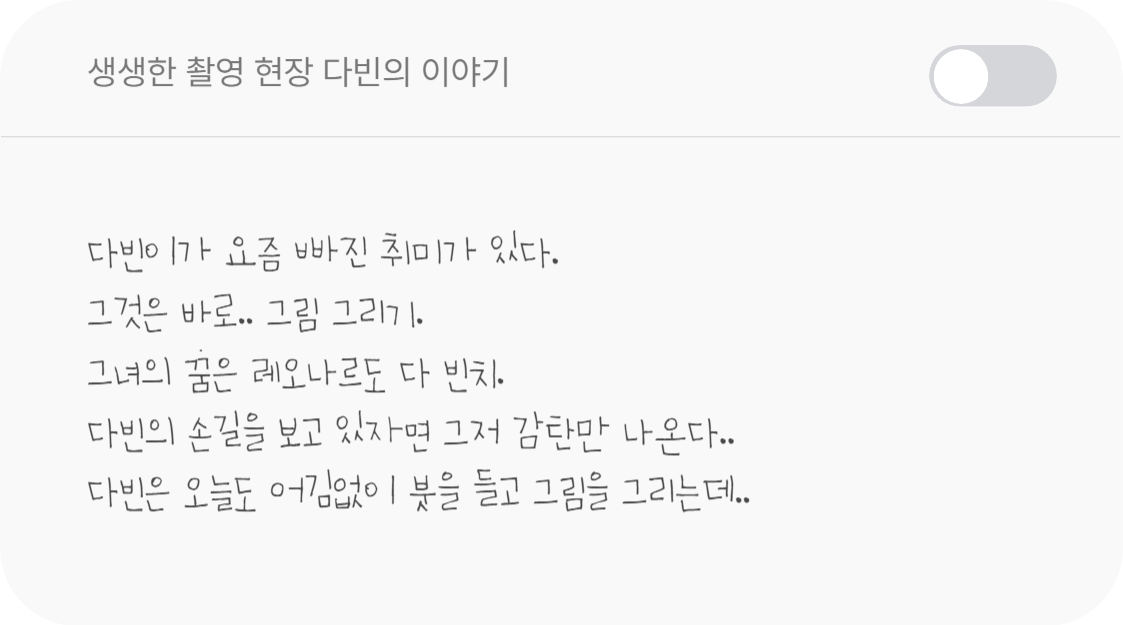 생생한 촬영 현장 다빈의 이야기
다빈이가 요즘 빠진 취미가 있다.
그것은 바로.. 그림 그리기.
그녀의 꿈은 레오나르도 다 빈치.
다빈의 손길을 보고 있자면 그저 감탄만 나온다..
다빈은 오늘도 어김없이 붓을 들고 그림을 그리는데..